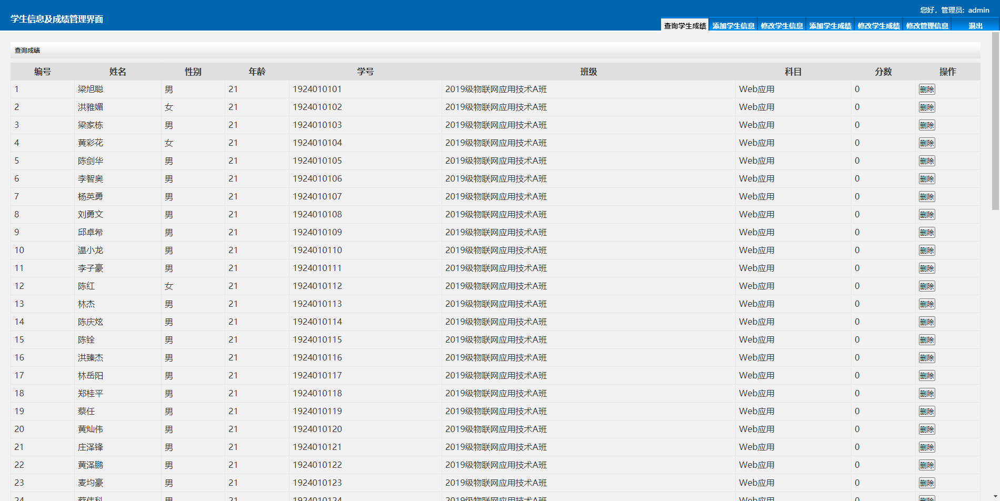 您好，管理员：admin
学生信息及成绩管理界面
查询学生成绩 添加学生信息 修改学生信息 添加学生成绩 修改学生成绩 修改管理信息 退出
查询成绩
编号 姓名 性别 年龄 学号 班级 科目 分数 操作
1 梁旭聪 男 21 1924010101 2019级物联网应用技术A班 Web应用 0 删除
2 洪雅媚 女 21 1924010102 2019级物联网应用技术A班 Web应用 0 删除
3 梁家栋 男 21 1924010103 2019级物联网应用技术A班 Web应用 0 删除
4 黄彩花 女 21 1924010104 2019级物联网应用技术A班 Web应用 0 删除
5 陈剑华 男 21 1924010105 2019级物联网应用技术A班 Web应用 0 删除
6 李智奥 男 21 1924010106 2019级物联网应用技术A班 Web应用 0 删除
7 杨英勇 男 21 1924010107 2019级物联网应用技术A班 Web应用 0 删除
8 刘勇文 男 21 1924010108 2019级物联网应用技术A班 Web应用 0 删除
9 邱卓希 男 21 1924010109 2019级物联网应用技术A班 Web应用 0 删除
10 温小龙 男 21 1924010110 2019级物联网应用技术A班 Web应用 0 删除
11 李子豪 男 21 1924010111 2019级物联网应用技术A班 Web应用 0 删除
12 陈红 女 21 1924010112 2019级物联网应用技术A班 Web应用 0 删除
13 林杰 男 21 1924010113 2019级物联网应用技术A班 Web应用 0 删除
14 陈庆炫 男 21 1924010114 2019级物联网应用技术A班 Web应用 0 删除
15 陈铨 男 21 1924010115 2019级物联网应用技术A班 Web应用 0 删除
16 洪臻杰 男 21 1924010116 2019级物联网应用技术A班 Web应用 0 删除
17 林岳阳 男 21 1924010117 2019级物联网应用技术A班 Web应用 0 删除
18 郑桂平 男 21 1924010118 2019级物联网应用技术A班 Web应用 0 删除
19 蔡任 男 21 1924010119 2019级物联网应用技术A班 Web应用 0 删除
20 黄灿伟 男 21 1924010120 2019级物联网应用技术A班 Web应用 0 删除
21 庄泽锋 男 21 1924010121 2019级物联网应用技术A班 Web应用 0 删除
22 黄泽鹏 男 21 1924010122 2019级物联网应用技术A班 Web应用 0 删除
23 麦均豪 男 21 1924010123 2019级物联网应用技术A班 Web应用 0 删除
24 蔡伟科 男 21 1924010124 2019级物联网应用技术A班 Web应用 0 删除